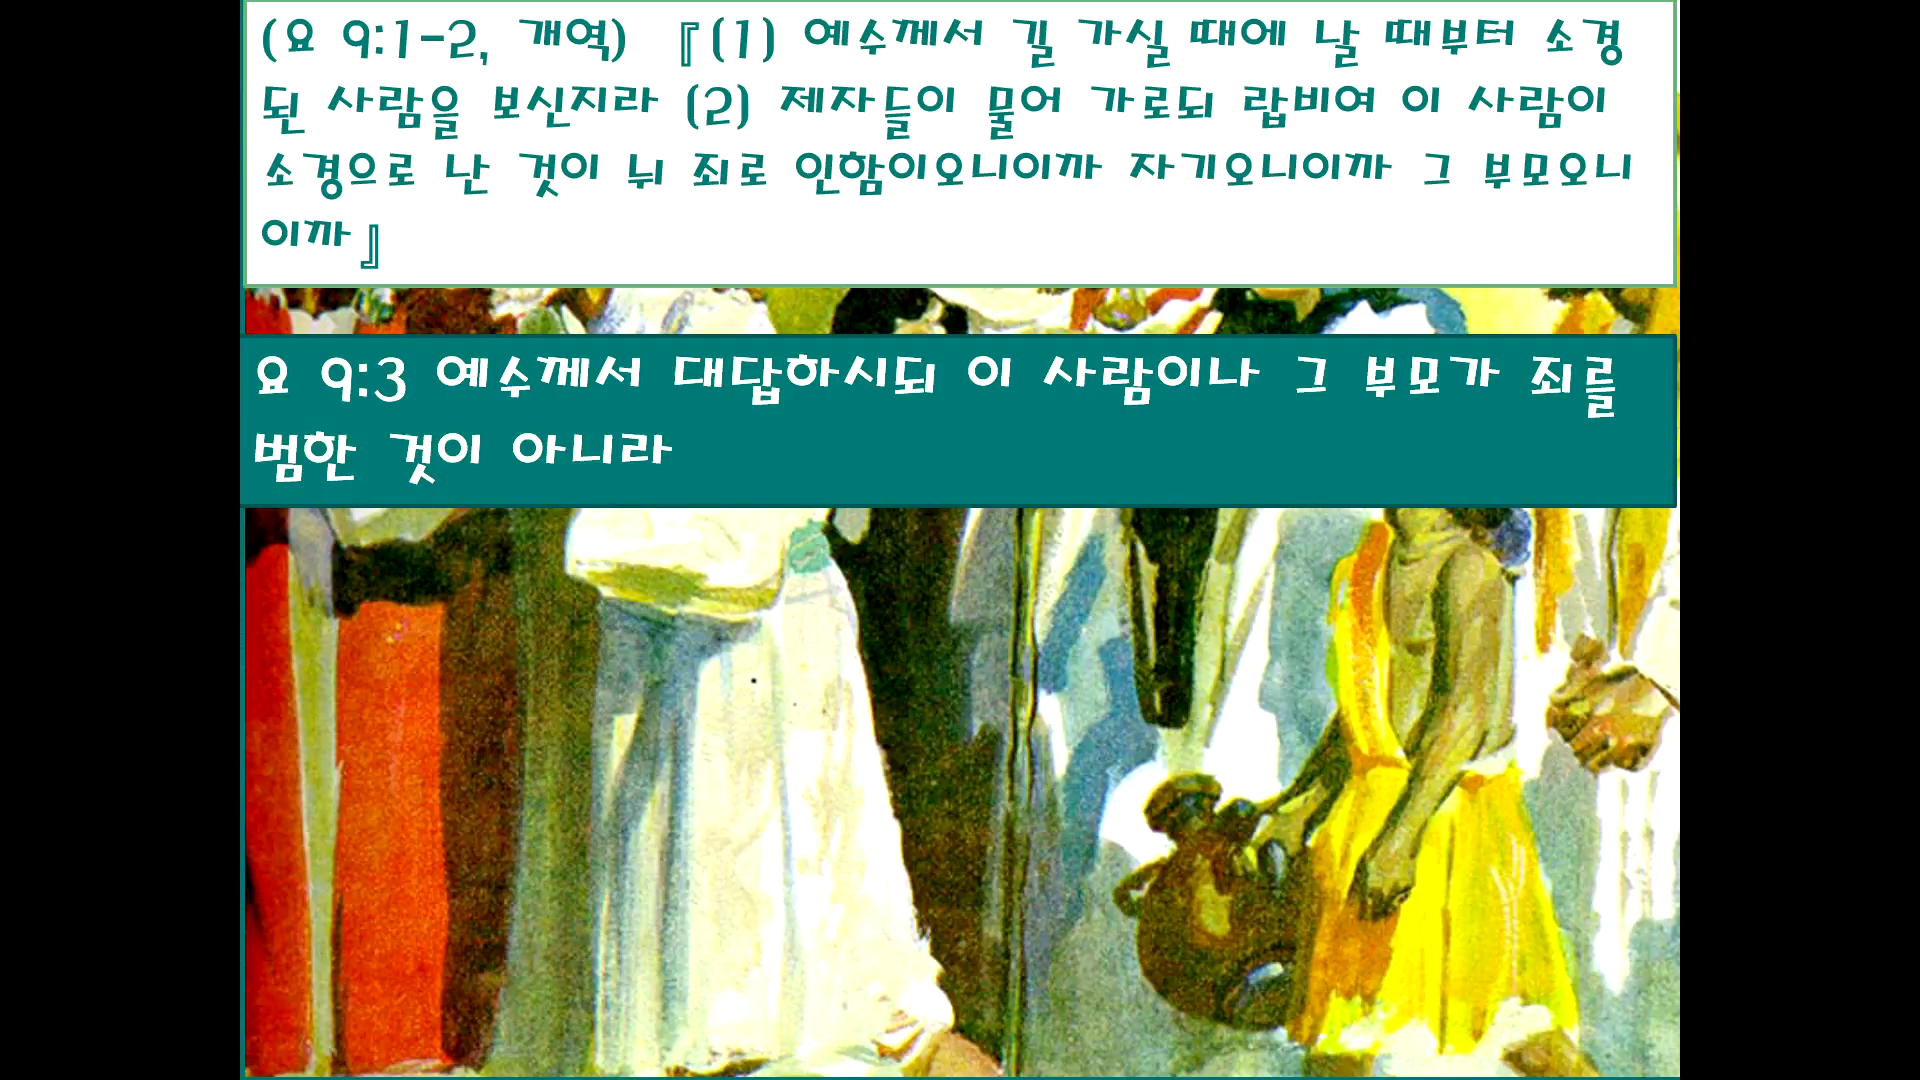 (요 9:1-2, 개역) 『(1) 예수께서 길 가실 때에 날 때부터 소경
된 사람을 보신지라 (2) 제자들이 물어 가로되 랍비여 이 사람이
소경으로 난 것이 뉘 죄로 인함이오니이까 자기오니이까 그 부모오니
이까』
요 9:3 예수께서 대답하시되 이 사람이나 그 부모가 죄를
범한 것이 아니라